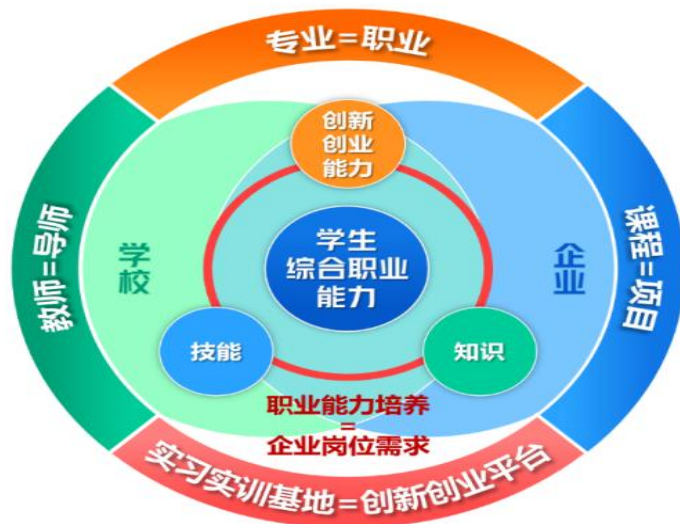 专业=职业
创新
创业
能力
教师=导师
学校
学生
综合职业
能力
企业
课程=项目
技能
知识
职业能力培养
=
企业岗位需求
实习实训基地=创新创业平台